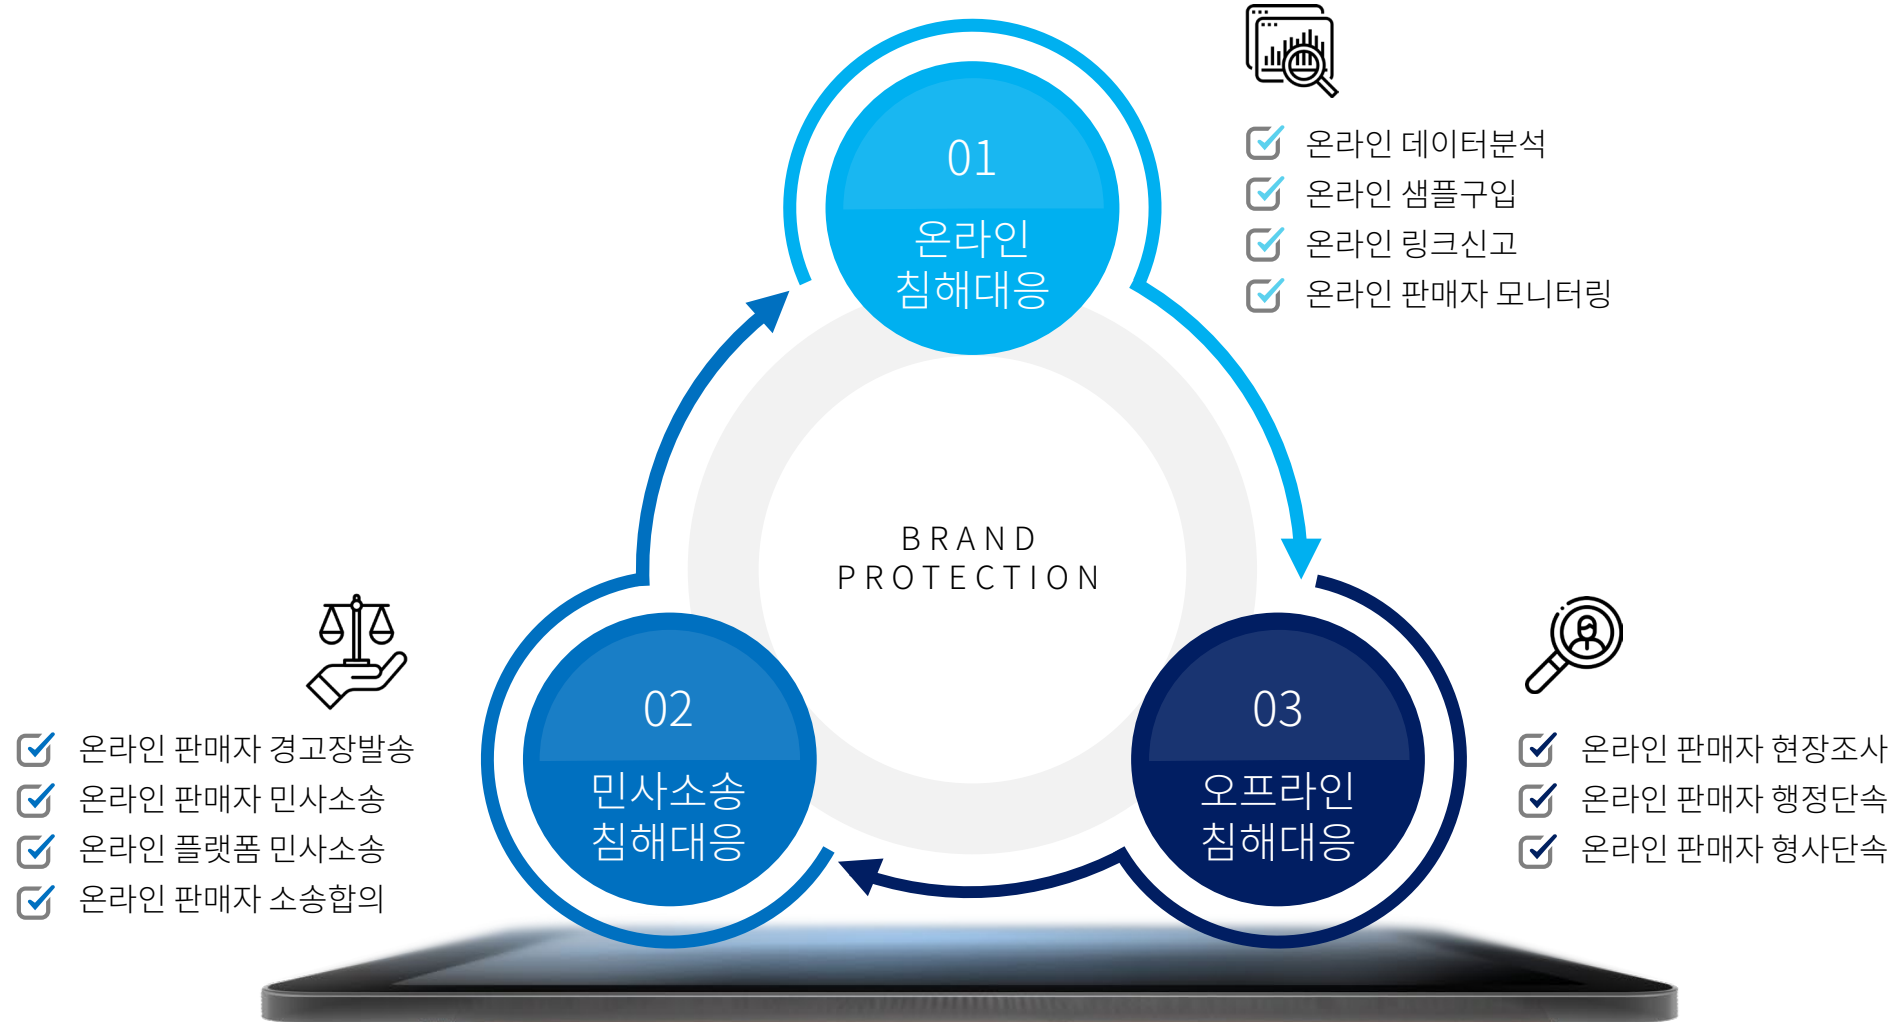 01
온라인
침해대응
온라인 데이터분석
온라인 샘플구입
온라인 링크신고
온라인 판매자 모니터링
BRAND
PROTECTION
02
민사소송
침해대응
온라인 판매자 경고장발송
온라인 판매자 민사소송
온라인 플랫폼 민사소송
온라인 판매자 소송합의
03
오프라인
침해대응
온라인 판매자 현장조사
온라인 판매자 행정단속
온라인 판매자 형사단속